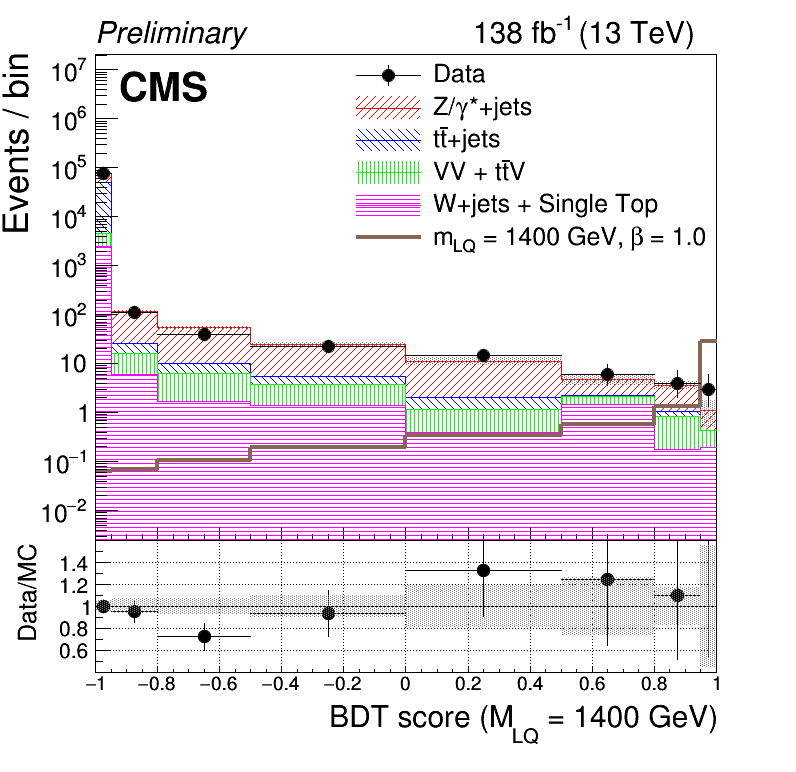 Preliminary 138 fb⁻¹ (13 TeV)
CMS
Events / bin
10⁷
10⁶
10⁵
10⁴
10³
10²
10
1
10⁻¹
10⁻²
Data
Z/γ*+jets
tt̄+jets
VV + tt̄V
W+jets + Single Top
m_LQ = 1400 GeV, β = 1.0
Data/MC
1.4
1.2
1
0.8
0.6
−1 −0.8 −0.6 −0.4 −0.2 0 0.2 0.4 0.6 0.8 1
BDT score (M_LQ = 1400 GeV)